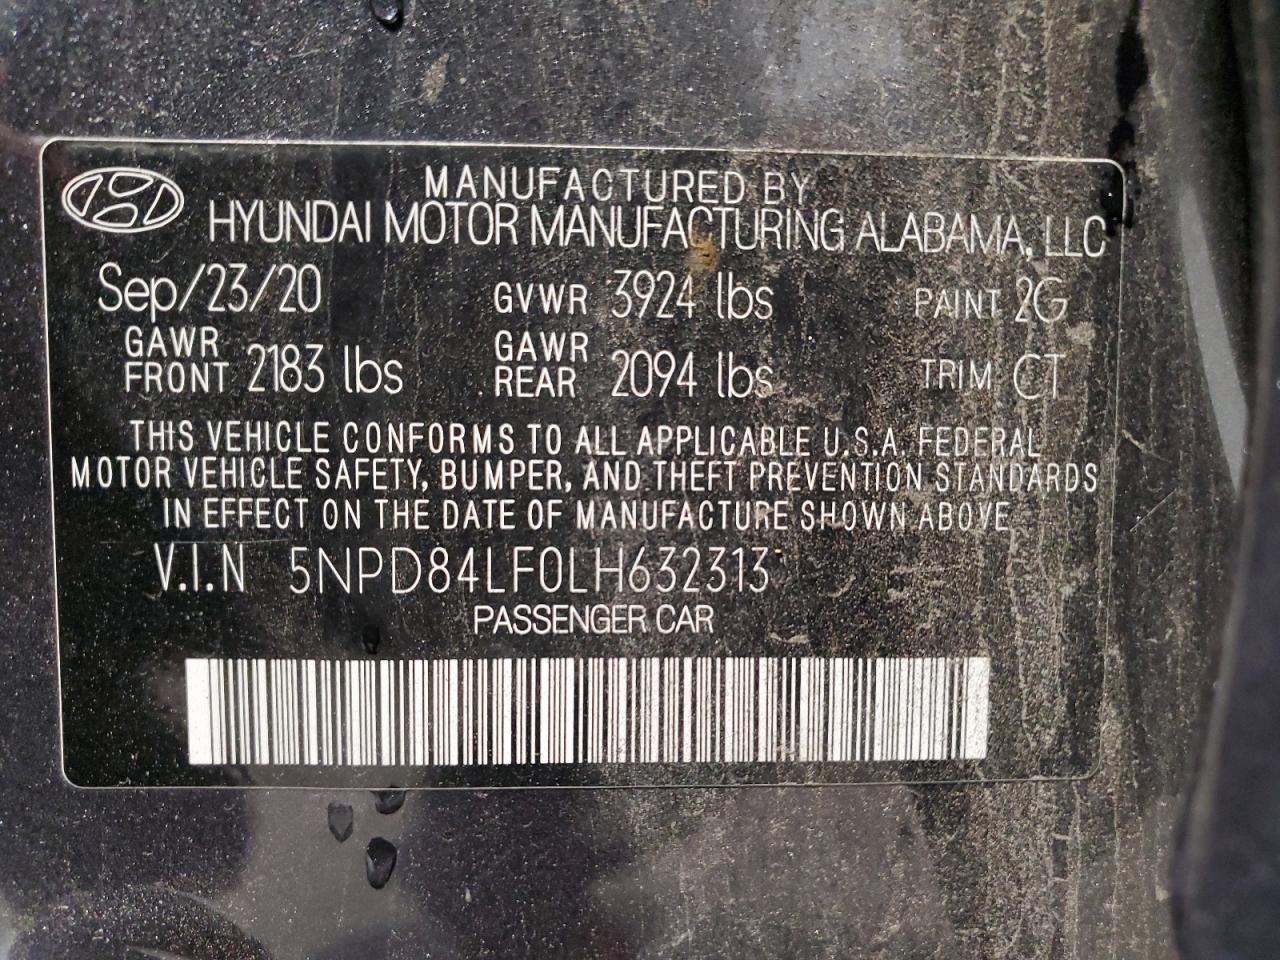 MANUFACTURED BY
HYUNDAI MOTOR MANUFACTURING ALABAMA, LLC
Sep/23/20 GVWR 3924 lbs PAINT 2G
GAWR FRONT 2183 lbs GAWR REAR 2094 lbs TRIM CT
THIS VEHICLE CONFORMS TO ALL APPLICABLE U.S.A. FEDERAL
MOTOR VEHICLE SAFETY, BUMPER, AND THEFT PREVENTION STANDARDS
IN EFFECT ON THE DATE OF MANUFACTURE SHOWN ABOVE
V.I.N 5NPD84LF0LH632313
PASSENGER CAR